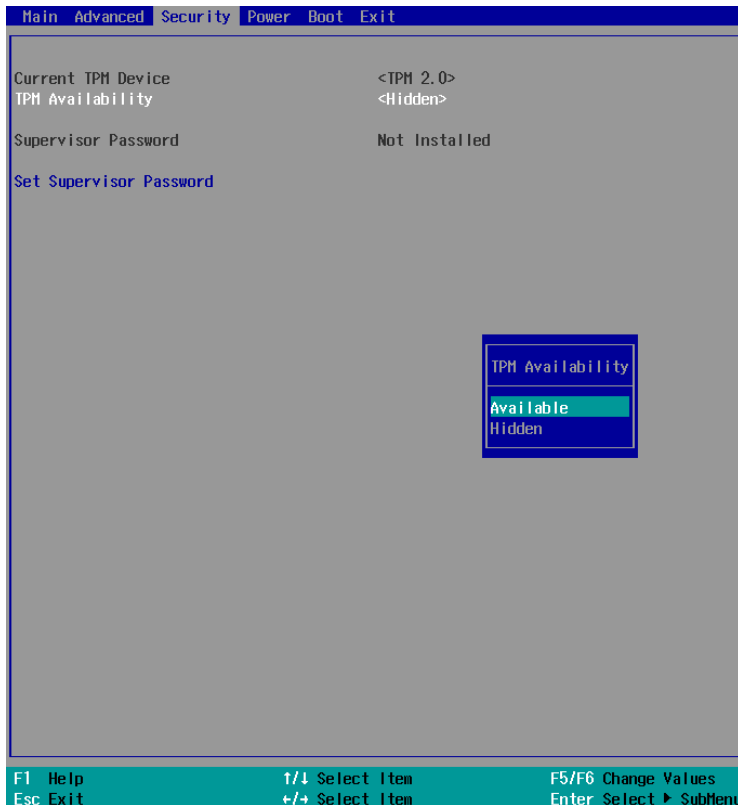 Main Advanced Security Power Boot Exit
Current TPM Device <TPM 2.0>
TPM Availability <Hidden>
Supervisor Password Not Installed
Set Supervisor Password
TPM Availability
Available
Hidden
F1 Help ↑/↓ Select Item F5/F6 Change Values
Esc Exit ←/→ Select Item Enter Select ▶ SubMenu